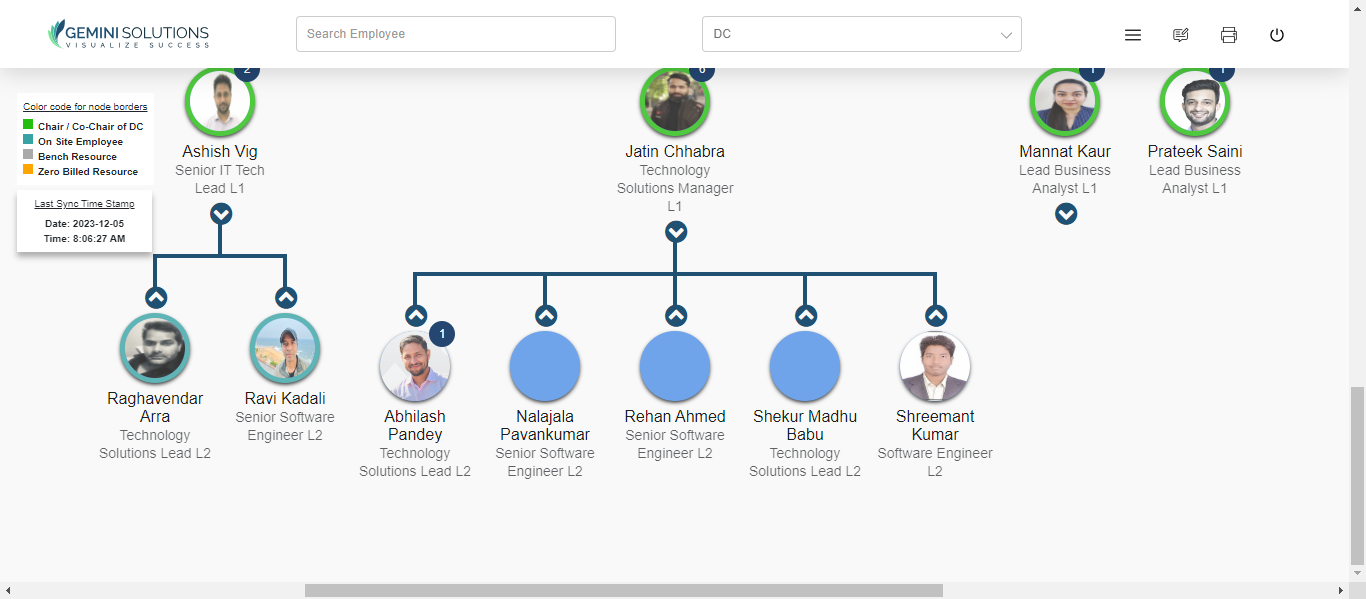 GEMINI SOLUTIONS
VISUALIZE SUCCESS
Search Employee
DC
Color code for node borders
Chair / Co-Chair of DC
On Site Employee
Bench Resource
Zero Billed Resource
Last Sync Time Stamp
Date: 2023-12-05
Time: 8:06:27 AM
2
Ashish Vig
Senior IT Tech
Lead L1
Jatin Chhabra
Technology
Solutions Manager
L1
Mannat Kaur
Lead Business
Analyst L1
Prateek Saini
Lead Business
Analyst L1
Raghavendar
Arra
Technology
Solutions Lead L2
Ravi Kadali
Senior Software
Engineer L2
1
Abhilash
Pandey
Technology
Solutions Lead L2
Nalajala
Pavankumar
Senior Software
Engineer L2
Rehan Ahmed
Senior Software
Engineer L2
Shekur Madhu
Babu
Technology
Solutions Lead L2
Shreemant
Kumar
Software Engineer
L2